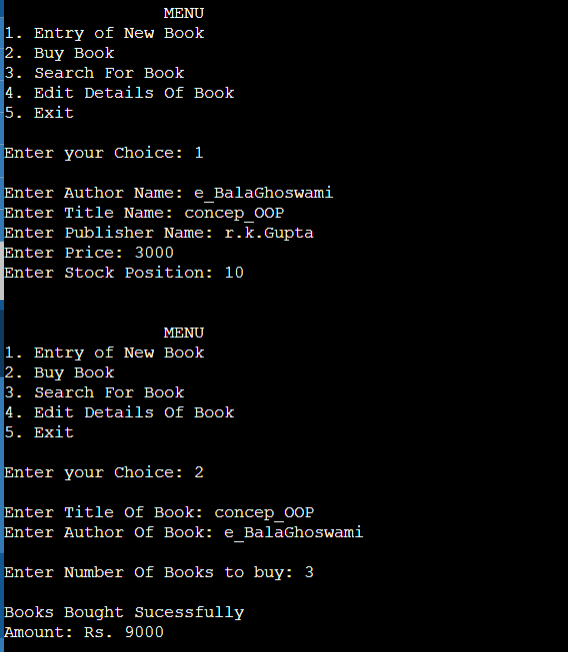 MENU
1. Entry of New Book
2. Buy Book
3. Search For Book
4. Edit Details Of Book
5. Exit
Enter your Choice: 1
Enter Author Name: e_BalaGhoswami
Enter Title Name: concep_OOP
Enter Publisher Name: r.k.Gupta
Enter Price: 3000
Enter Stock Position: 10
MENU
1. Entry of New Book
2. Buy Book
3. Search For Book
4. Edit Details Of Book
5. Exit
Enter your Choice: 2
Enter Title Of Book: concep_OOP
Enter Author Of Book: e_BalaGhoswami
Enter Number Of Books to buy: 3
Books Bought Sucessfully
Amount: Rs. 9000